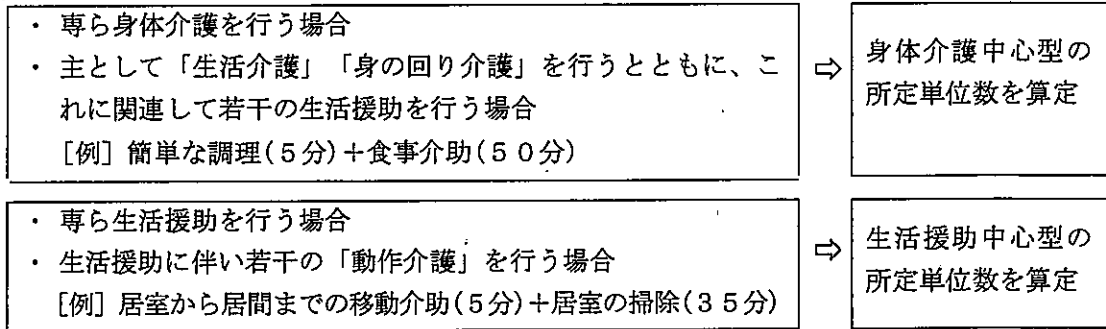 ・ 専ら身体介護を行う場合
・ 主として「生活介護」「身の回り介護」を行うとともに、こ
れに関連して若干の生活援助を行う場合
［例］簡単な調理(５分)＋食事介助(５０分)
⇨
身体介護中心型の
所定単位数を算定
・ 専ら生活援助を行う場合
・ 生活援助に伴い若干の「動作介護」を行う場合
［例］居室から居間までの移動介助(５分)＋居室の掃除(３５分)
⇨
生活援助中心型の
所定単位数を算定